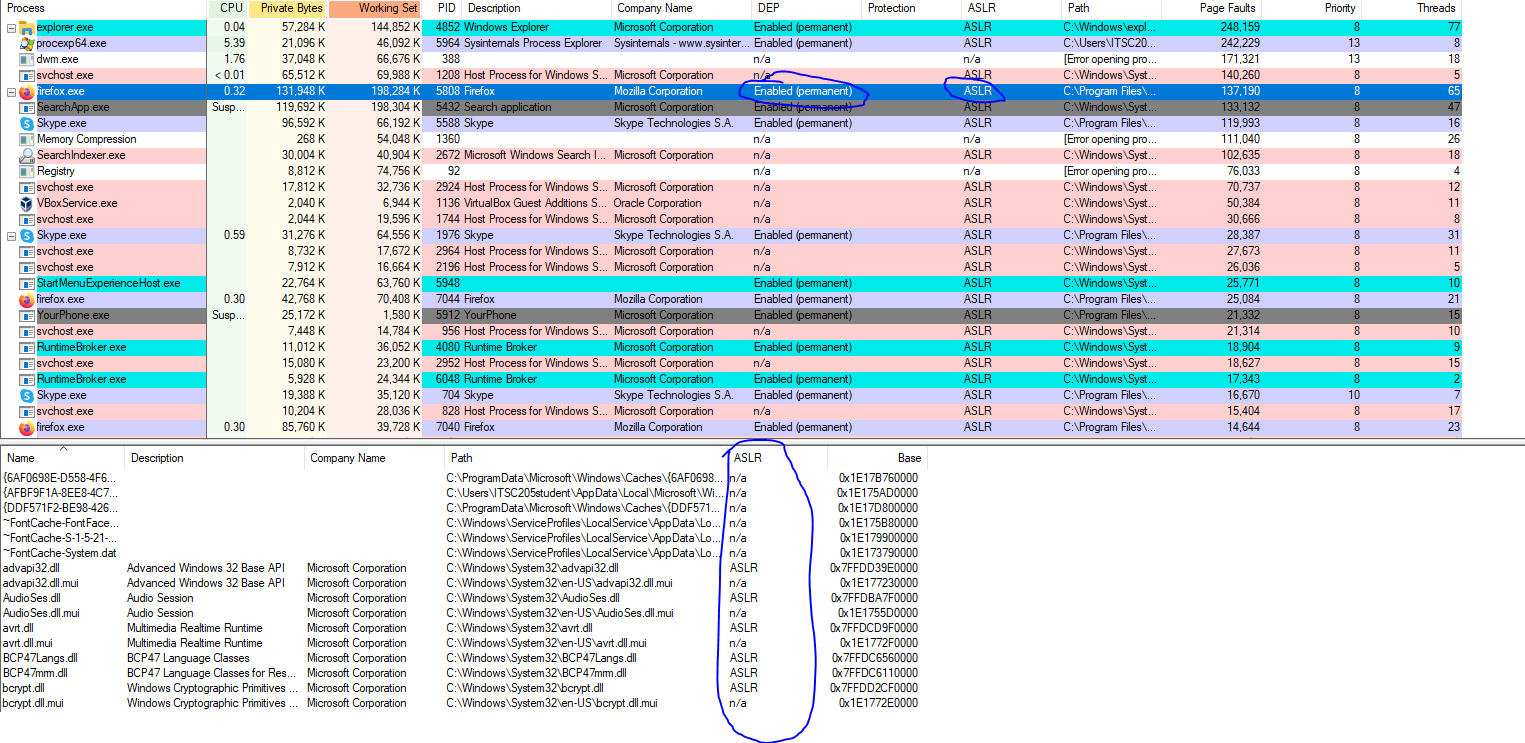 Process CPU Private Bytes Working Set PID Description Company Name DEP Protection ASLR Path Page Faults Priority Threads
explorer.exe 0.04 57,284 K 144,852 K 4852 Windows Explorer Microsoft Corporation Enabled (permanent) ASLR C:\Windows\expl... 248,159 8 77
procexp64.exe 5.39 21,096 K 46,092 K 5964 Sysinternals Process Explorer Sysinternals - www.sysinter... Enabled (permanent) ASLR C:\Users\ITSC20... 242,229 13 8
dwm.exe 1.76 37,048 K 66,676 K 388 n/a n/a [Error opening pro... 171,321 13 18
svchost.exe < 0.01 65,512 K 69,988 K 1208 Host Process for Windows S... Microsoft Corporation n/a ASLR C:\Windows\Syst... 140,260 8 5
firefox.exe 0.32 131,948 K 198,284 K 5808 Firefox Mozilla Corporation Enabled (permanent) ASLR C:\Program Files\... 137,190 8 65
SearchApp.exe Susp... 119,692 K 198,304 K 5432 Search application Microsoft Corporation Enabled (permanent) ASLR C:\Windows\Syst... 133,132 8 47
Skype.exe 96,592 K 66,192 K 5588 Skype Skype Technologies S.A. Enabled (permanent) ASLR C:\Program Files\... 119,993 8 16
Memory Compression 268 K 54,048 K 1360 n/a n/a [Error opening pro... 111,040 8 26
SearchIndexer.exe 30,004 K 40,904 K 2672 Microsoft Windows Search I... Microsoft Corporation n/a ASLR C:\Windows\Syst... 102,635 8 18
Registry 8,812 K 74,756 K 92 n/a n/a [Error opening pro... 76,033 8 4
svchost.exe 17,812 K 32,736 K 2924 Host Process for Windows S... Microsoft Corporation n/a ASLR C:\Windows\Syst... 70,737 8 12
VBoxService.exe 2,040 K 6,944 K 1136 VirtualBox Guest Additions S... Oracle Corporation n/a ASLR C:\Windows\Syst... 50,384 8 11
svchost.exe 2,044 K 19,596 K 1744 Host Process for Windows S... Microsoft Corporation n/a ASLR C:\Windows\Syst... 30,666 8 8
Skype.exe 0.59 31,276 K 64,556 K 1976 Skype Skype Technologies S.A. Enabled (permanent) ASLR C:\Program Files\... 28,387 8 31
svchost.exe 8,732 K 17,672 K 2964 Host Process for Windows S... Microsoft Corporation n/a ASLR C:\Windows\Syst... 27,673 8 11
svchost.exe 7,912 K 16,664 K 2196 Host Process for Windows S... Microsoft Corporation n/a ASLR C:\Windows\Syst... 26,036 8 5
StartMenuExperienceHost.exe 22,764 K 63,760 K 5948 Enabled (permanent) ASLR C:\Windows\Syst... 25,771 8 10
firefox.exe 0.30 42,768 K 70,408 K 7044 Firefox Mozilla Corporation Enabled (permanent) ASLR C:\Program Files\... 25,084 8 21
YourPhone.exe Susp... 25,172 K 1,580 K 5912 YourPhone Microsoft Corporation Enabled (permanent) ASLR C:\Program Files\... 21,332 8 15
svchost.exe 7,448 K 14,784 K 956 Host Process for Windows S... Microsoft Corporation n/a ASLR C:\Windows\Syst... 21,314 8 10
RuntimeBroker.exe 11,012 K 36,052 K 4080 Runtime Broker Microsoft Corporation Enabled (permanent) ASLR C:\Windows\Syst... 18,904 8 9
svchost.exe 15,080 K 23,200 K 2952 Host Process for Windows S... Microsoft Corporation n/a ASLR C:\Windows\Syst... 18,627 8 15
RuntimeBroker.exe 5,928 K 24,344 K 6048 Runtime Broker Microsoft Corporation Enabled (permanent) ASLR C:\Windows\Syst... 17,343 8 2
Skype.exe 19,388 K 35,120 K 704 Skype Skype Technologies S.A. Enabled (permanent) ASLR C:\Program Files\... 16,670 10 7
svchost.exe 10,204 K 28,036 K 828 Host Process for Windows S... Microsoft Corporation n/a ASLR C:\Windows\Syst... 15,404 8 17
firefox.exe 0.30 85,760 K 39,728 K 7040 Firefox Mozilla Corporation Enabled (permanent) ASLR C:\Program Files\... 14,644 8 23
Name Description Company Name Path ASLR Base
{6AF0698E-D558-4F6... C:\ProgramData\Microsoft\Windows\Caches\{6AF0698... n/a 0x1E17B760000
{AFBF9F1A-8EE8-4C7... C:\Users\ITSC205student\AppData\Local\Microsoft\Wi... n/a 0x1E175AD0000
{DDF571F2-BE98-426... C:\ProgramData\Microsoft\Windows\Caches\{DDF571... n/a 0x1E17D800000
~FontCache-FontFace... C:\Windows\ServiceProfiles\LocalService\AppData\Lo... n/a 0x1E175B80000
~FontCache-S-1-5-21-... C:\Windows\ServiceProfiles\LocalService\AppData\Lo... n/a 0x1E179900000
~FontCache-System.dat C:\Windows\ServiceProfiles\LocalService\AppData\Lo... n/a 0x1E173790000
advapi32.dll Advanced Windows 32 Base API Microsoft Corporation C:\Windows\System32\advapi32.dll ASLR 0x7FFDD39E0000
advapi32.dll.mui Advanced Windows 32 Base API Microsoft Corporation C:\Windows\System32\en-US\advapi32.dll.mui n/a 0x1E177230000
AudioSes.dll Audio Session Microsoft Corporation C:\Windows\System32\AudioSes.dll ASLR 0x7FFDBA7F0000
AudioSes.dll.mui Audio Session Microsoft Corporation C:\Windows\System32\en-US\AudioSes.dll.mui n/a 0x1E1755D0000
avrt.dll Multimedia Realtime Runtime Microsoft Corporation C:\Windows\System32\avrt.dll ASLR 0x7FFDCD9F0000
avrt.dll.mui Multimedia Realtime Runtime Microsoft Corporation C:\Windows\System32\en-US\avrt.dll.mui n/a 0x1E1772F0000
BCP47Langs.dll BCP47 Language Classes Microsoft Corporation C:\Windows\System32\BCP47Langs.dll ASLR 0x7FFDC6560000
BCP47mrm.dll BCP47 Language Classes for Res... Microsoft Corporation C:\Windows\System32\BCP47mrm.dll ASLR 0x7FFDC6110000
bcrypt.dll Windows Cryptographic Primitives ... Microsoft Corporation C:\Windows\System32\bcrypt.dll ASLR 0x7FFDD2CF0000
bcrypt.dll.mui Windows Cryptographic Primitives ... Microsoft Corporation C:\Windows\System32\en-US\bcrypt.dll.mui n/a 0x1E1772E0000